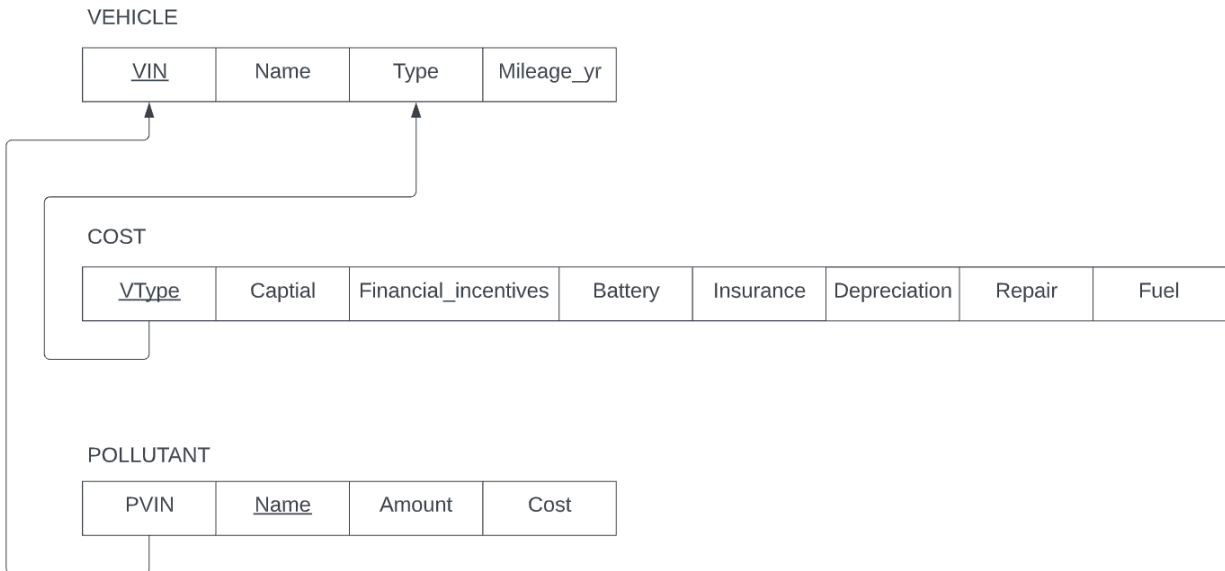 VEHICLE
VIN Name Type Mileage_yr
COST
VType Captial Financial_incentives Battery Insurance Depreciation Repair Fuel
POLLUTANT
PVIN Name Amount Cost